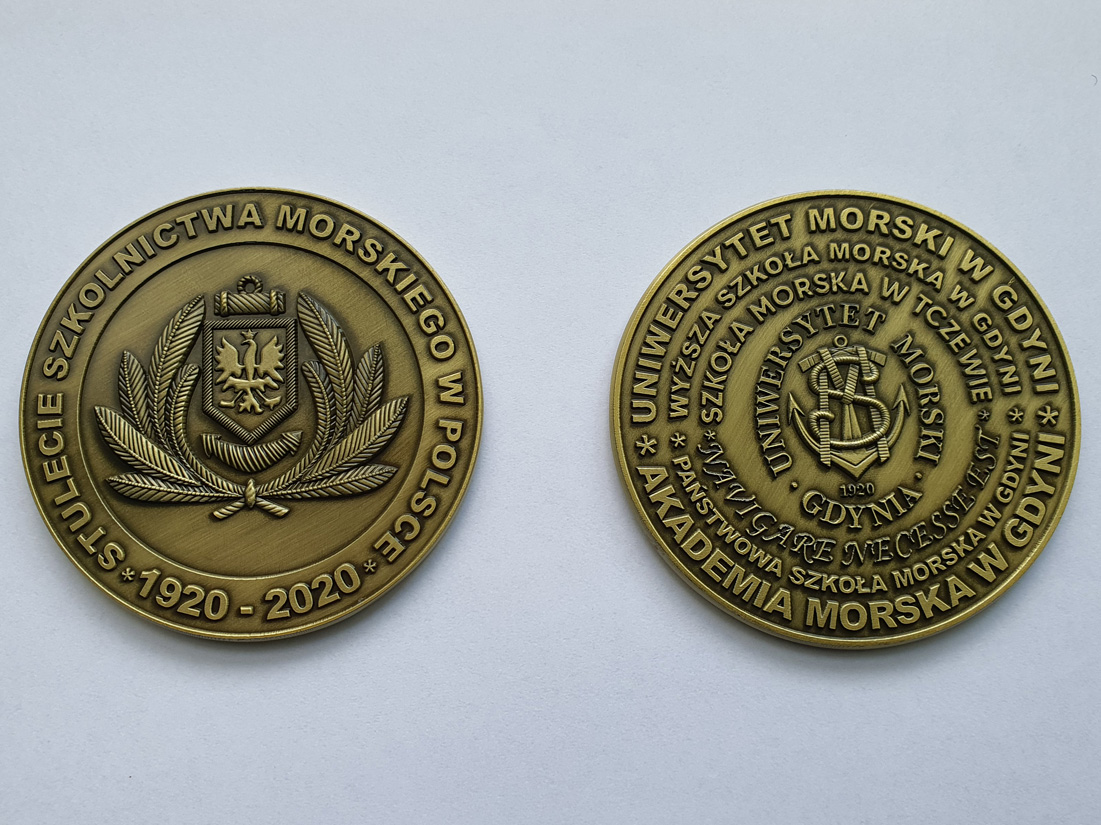 STULECIE SZKOLNICTWA MORSKIEGO W POLSCE
* 1920 - 2020 *
* UNIWERSYTET MORSKI W GDYNI *
AKADEMIA MORSKA W GDYNI
* WYŻSZA SZKOŁA MORSKA W GDYNI *
PAŃSTWOWA SZKOŁA MORSKA W GDYNI
* SZKOŁA MORSKA W TCZEWIE *
"NAVIGARE NECESSE EST"
UNIWERSYTET MORSKI
· GDYNIA ·
1920